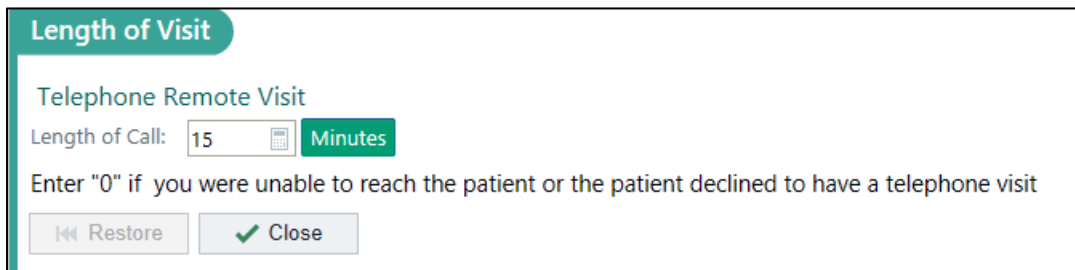 Length of Visit
Telephone Remote Visit
Length of Call: 15 Minutes
Enter "0" if you were unable to reach the patient or the patient declined to have a telephone visit
Restore Close